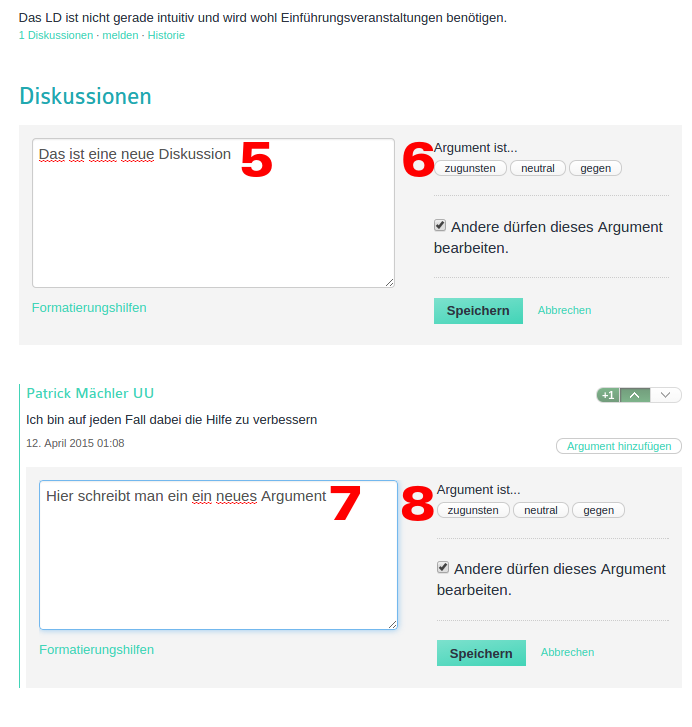 Das LD ist nicht gerade intuitiv und wird wohl Einführungsveranstaltungen benötigen.
1 Diskussionen · melden · Historie
Diskussionen
Das ist eine neue Diskussion 5
6 Argument ist...
zugunsten neutral gegen
Andere dürfen dieses Argument
bearbeiten.
Formatierungshilfen
Speichern Abbrechen
Patrick Mächler UU
+1
Ich bin auf jeden Fall dabei die Hilfe zu verbessern
12. April 2015 01:08
Argument hinzufügen
Hier schreibt man ein ein neues Argument 7
8 Argument ist...
zugunsten neutral gegen
Andere dürfen dieses Argument
bearbeiten.
Formatierungshilfen
Speichern Abbrechen